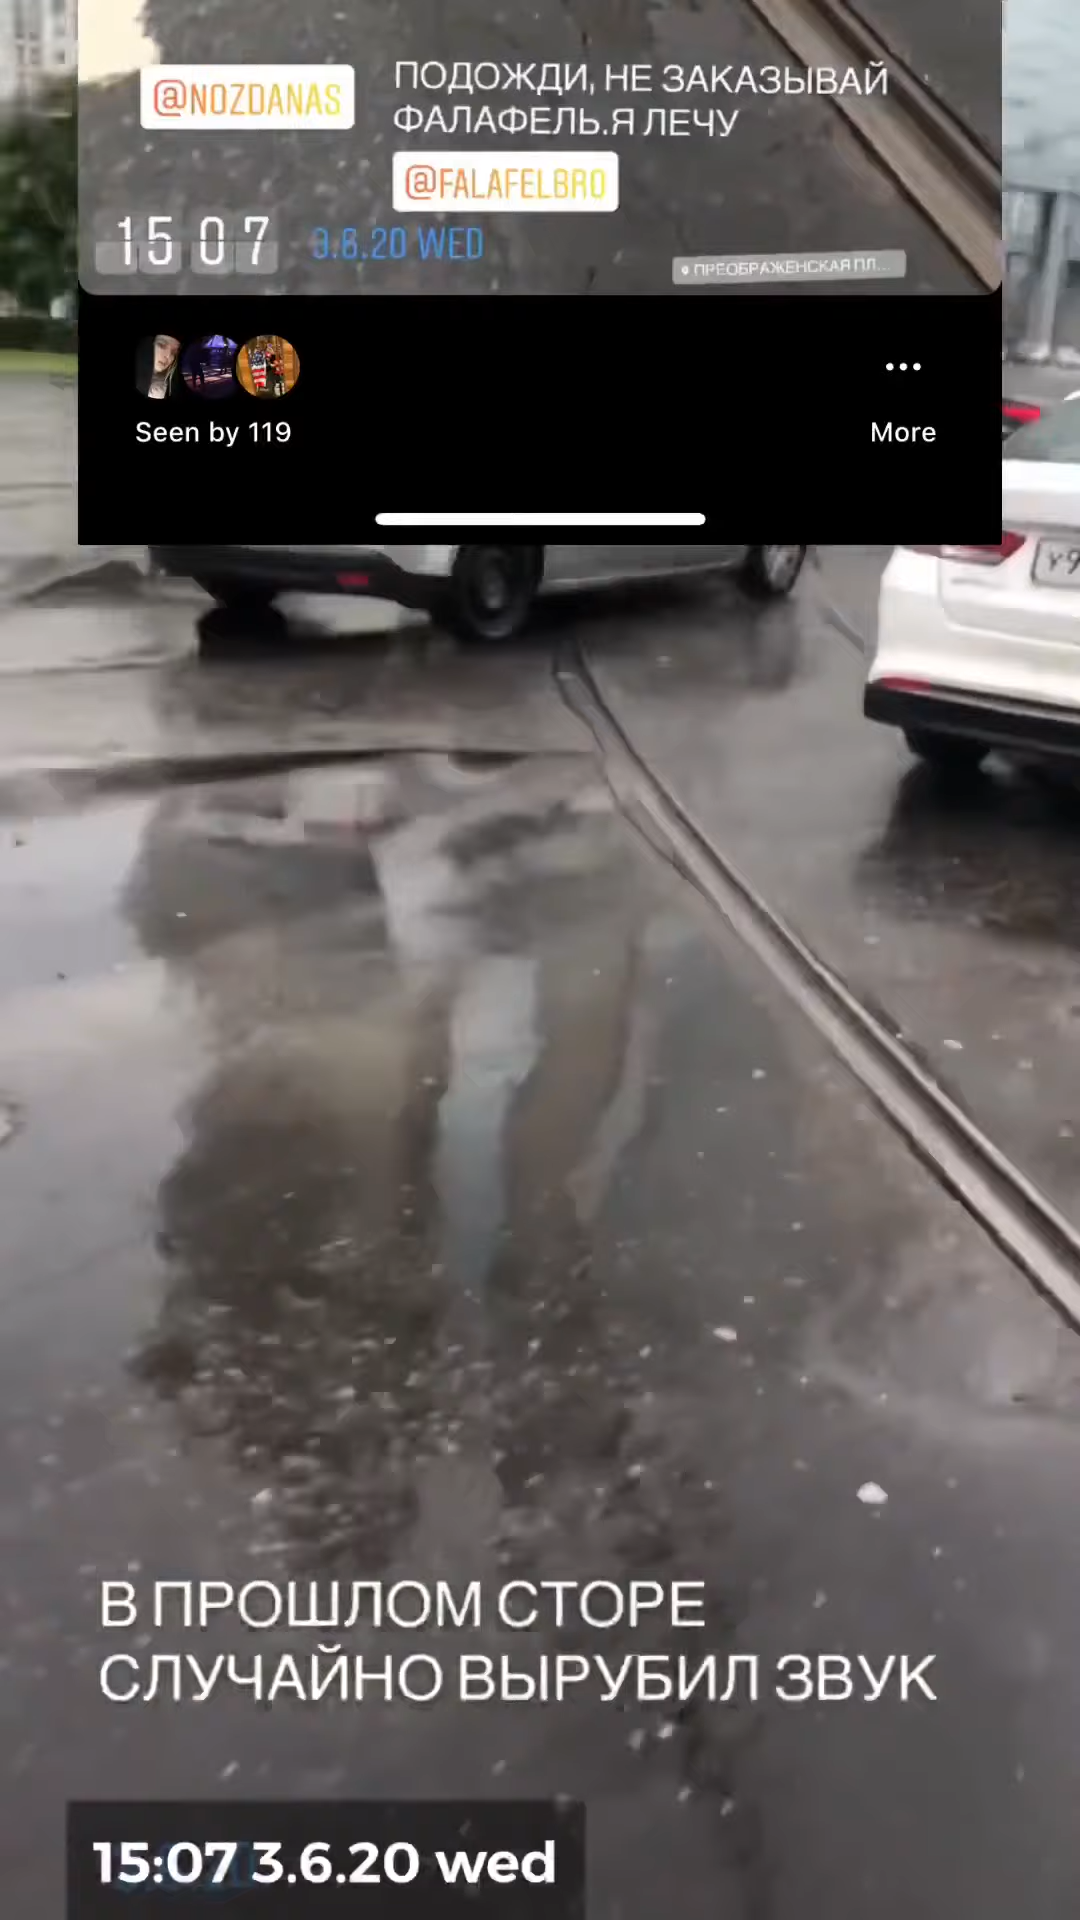 @NOZDANAS
ПОДОЖДИ, НЕ ЗАКАЗЫВАЙ
ФАЛАФЕЛЬ.Я ЛЕЧУ
@FALAFELBRO
15 07
3.6.20 WED
ПРЕОБРАЖЕНСКАЯ ПЛ...
Seen by 119
More
В ПРОШЛОМ СТОРЕ
СЛУЧАЙНО ВЫРУБИЛ ЗВУК
15:07 3.6.20 wed